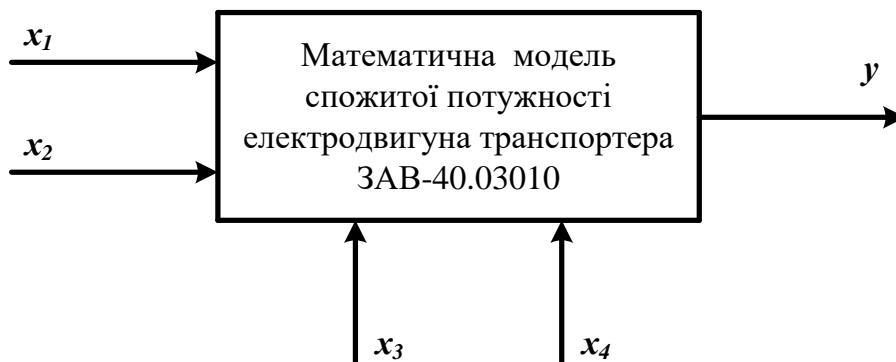 x1
Математична модель
спожитої потужності
електродвигуна транспортера
ЗАВ-40.03010
y
x2
x3
x4